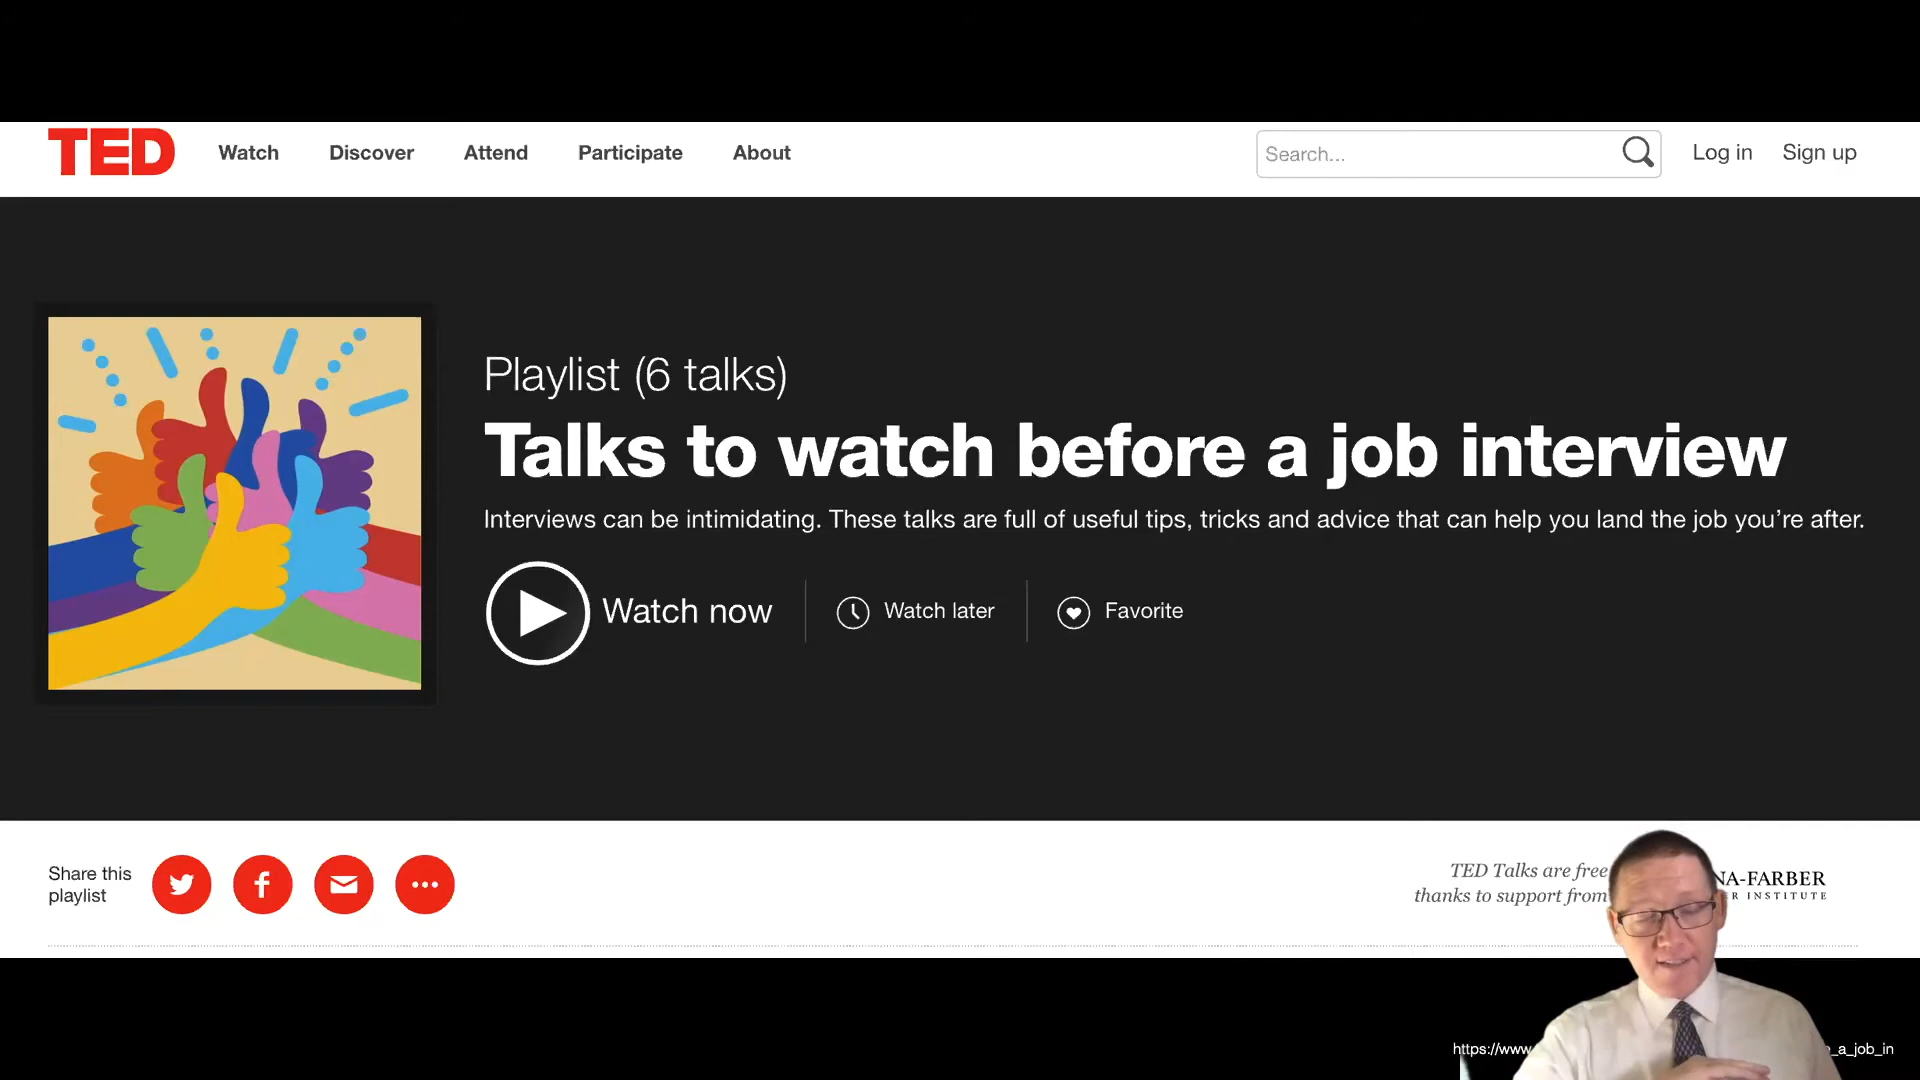 TED Watch Discover Attend Participate About Search... Log in Sign up
Playlist (6 talks)
Talks to watch before a job interview
Interviews can be intimidating. These talks are full of useful tips, tricks and advice that can help you land the job you’re after.
Watch now Watch later Favorite
Share this
playlist
TED Talks are free
thanks to support from
NA-FARBER
INSTITUTE
https://www.
_a_job_in